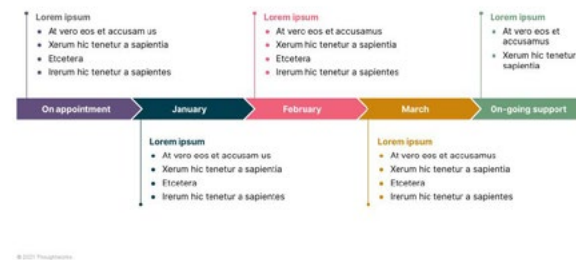 Lorem ipsum
At vero eos et accusam us
Xerum hic tenetur a sapientia
Etcetera
Irerum hic tenetur a sapientes
Lorem ipsum
At vero eos et accusamus
Xerum hic tenetur a sapientia
Etcetera
Irerum hic tenetur a sapientes
Lorem ipsum
At vero eos et
accusamus
Xerum hic tenetur
sapientia
On appointment
January
February
March
On-going support
Lorem ipsum
At vero eos et accusam us
Xerum hic tenetur a sapientia
Etcetera
Irerum hic tenetur a sapientes
Lorem ipsum
At vero eos et accusamus
Xerum hic tenetur a sapientia
Etcetera
Irerum hic tenetur a sapientes
© 2021 Thoughtworks